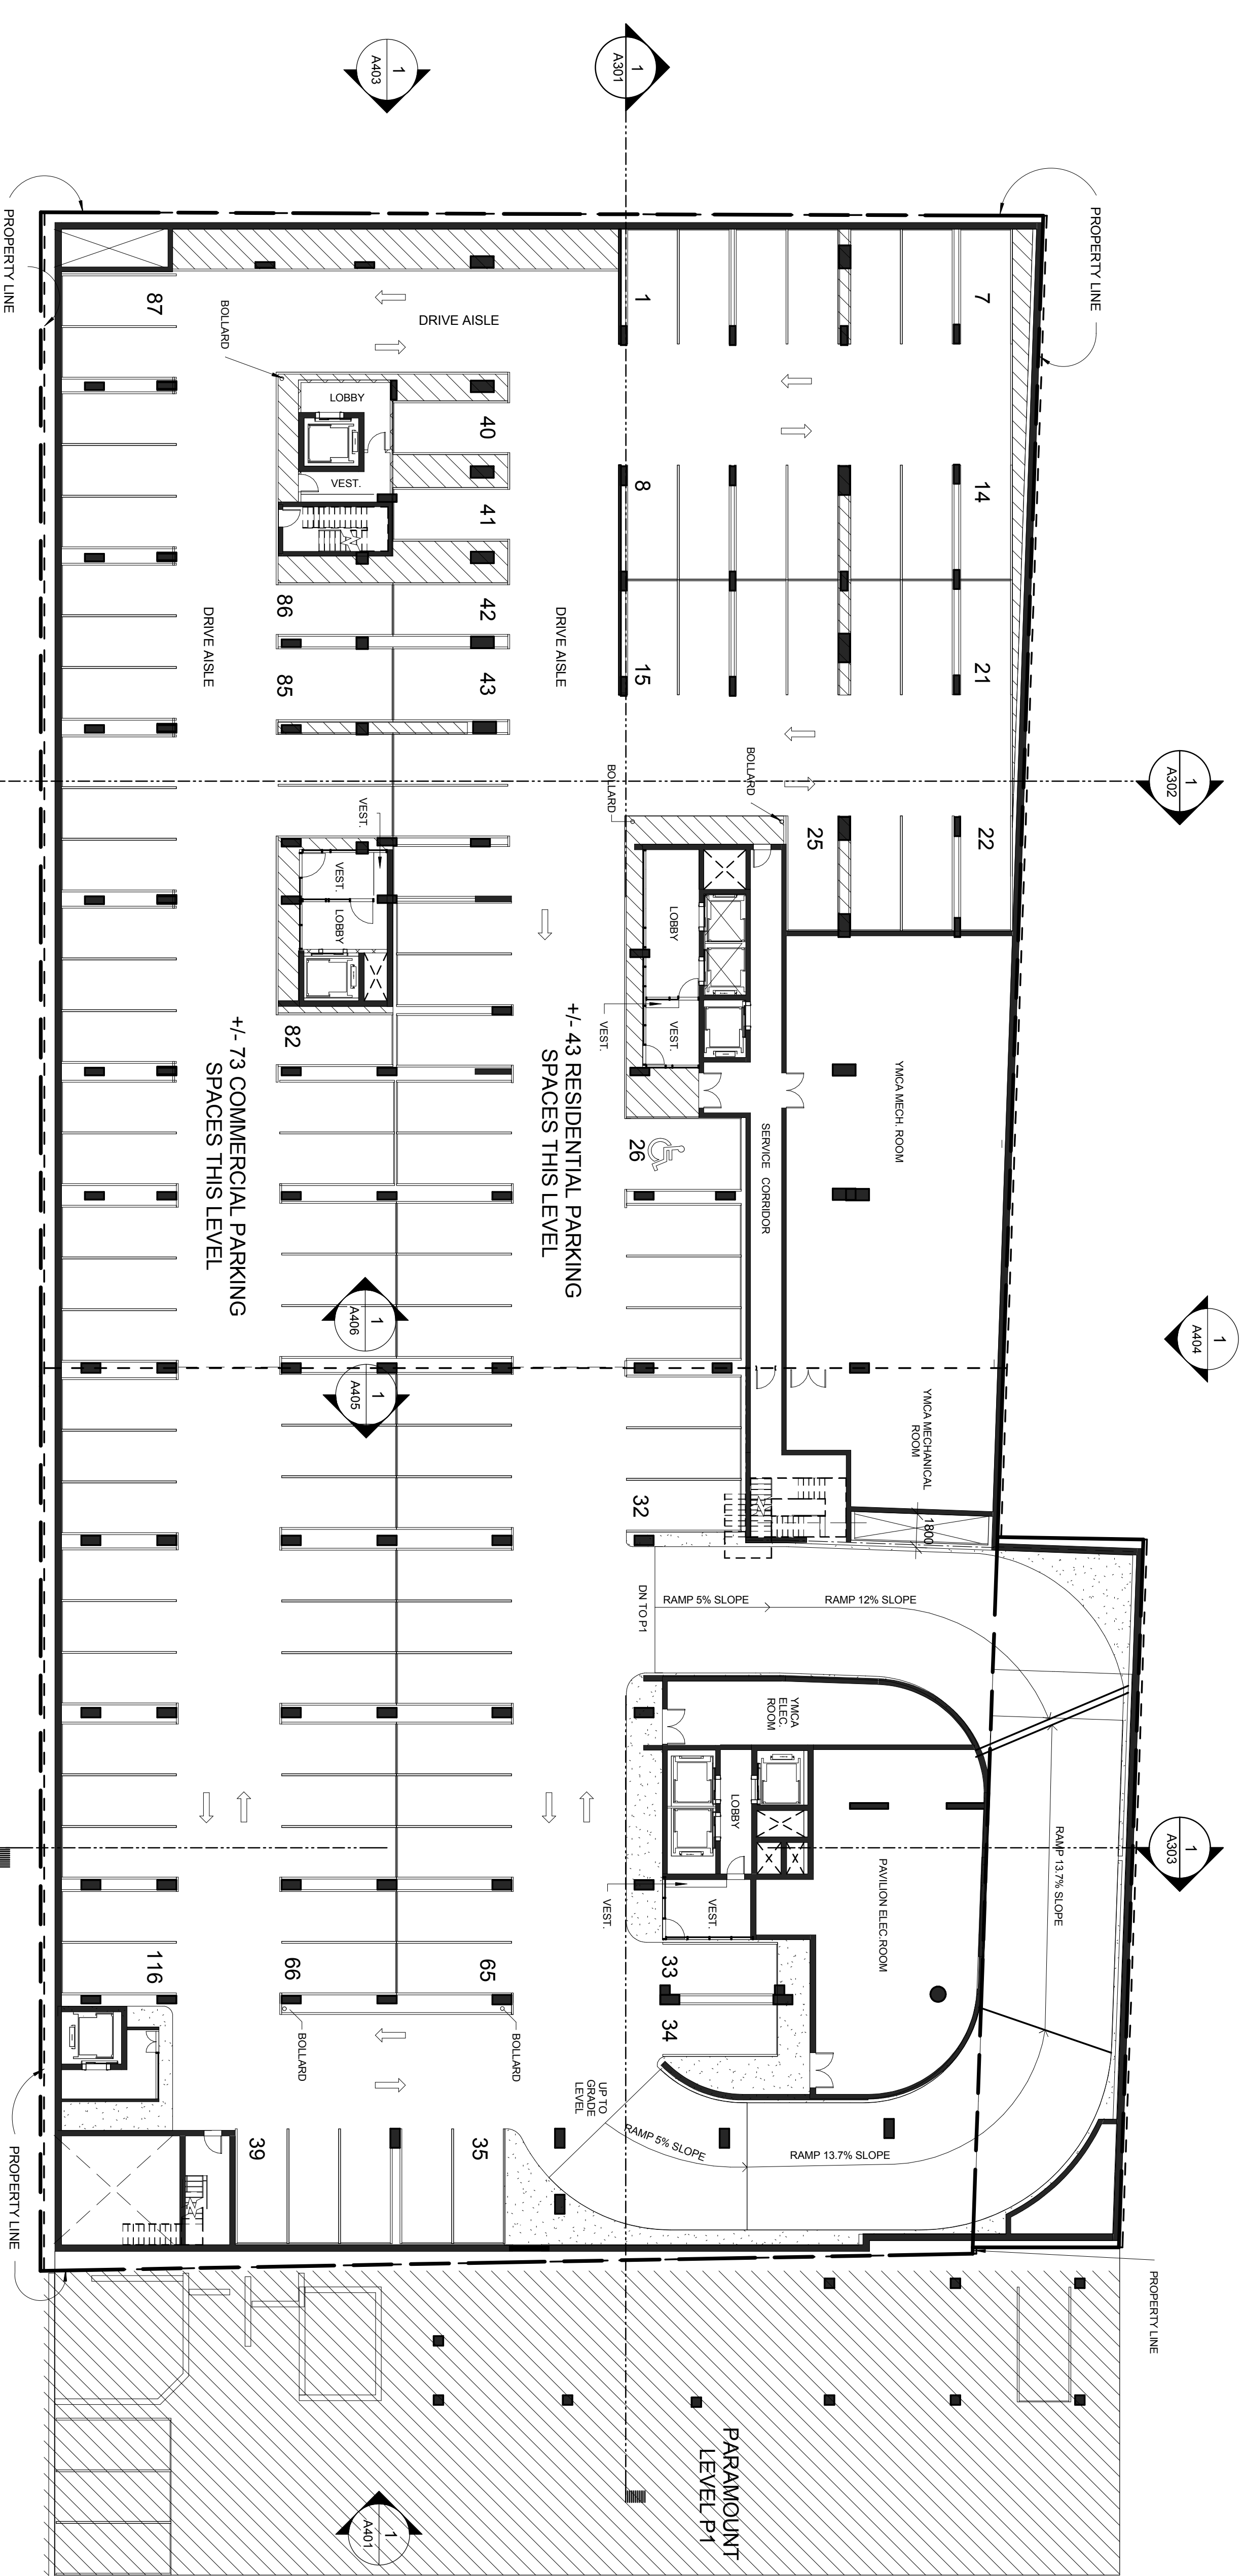 1
A403
1
A301
PROPERTY LINE
PROPERTY LINE
PROPERTY LINE
7
1
87
BOLLARD
DRIVE AISLE
LOBBY
VEST.
40
41
8
14
86
42
85
43
DRIVE AISLE
DRIVE AISLE
15
21
1
A302
BOLLARD
BOLLARD
25
22
VEST.
VEST.
LOBBY
LOBBY
VEST.
VEST.
82
+/- 73 COMMERCIAL PARKING
SPACES THIS LEVEL
+/- 43 RESIDENTIAL PARKING
SPACES THIS LEVEL
26
SERVICE CORRIDOR
YMCA MECH. ROOM
1
A406
1
A405
1
A404
YMCA MECHANICAL
ROOM
32
1800
DN TO P1
RAMP 5% SLOPE
RAMP 12% SLOPE
YMCA
ELEC.
ROOM
LOBBY
RAMP 13.7% SLOPE
1
A303
PAVILION ELEC.ROOM
VEST.
VEST.
116
66
65
33
34
BOLLARD
BOLLARD
UP TO
GRADE
LEVEL
RAMP 5% SLOPE
RAMP 13.7% SLOPE
39
35
PROPERTY LINE
PROPERTY LINE
PARAMOUNT
LEVEL P1
1
A401